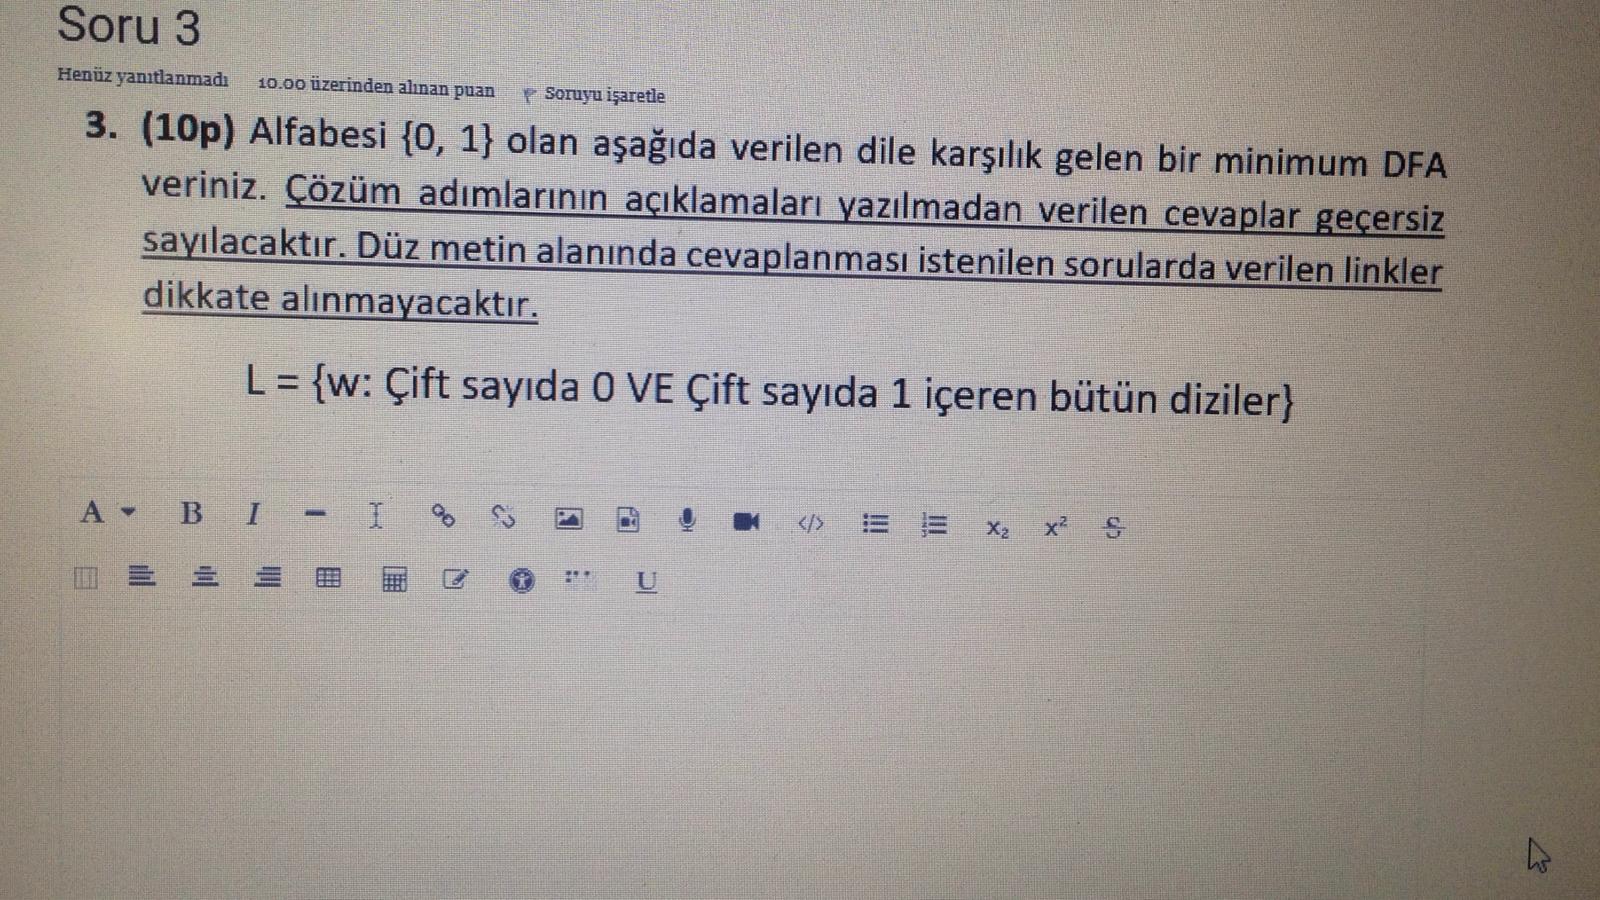 Soru 3
Henüz yanıtlanmadı 10.00 üzerinden alınan puan Soruyu işaretle
3. (10p) Alfabesi {0, 1} olan aşağıda verilen dile karşılık gelen bir minimum DFA
veriniz. Çözüm adımlarının açıklamaları yazılmadan verilen cevaplar geçersiz
sayılacaktır. Düz metin alanında cevaplanması istenilen sorularda verilen linkler
dikkate alınmayacaktır.
L = {w: Çift sayıda 0 VE Çift sayıda 1 içeren bütün diziler}
A B I </> x₂ x² S
U